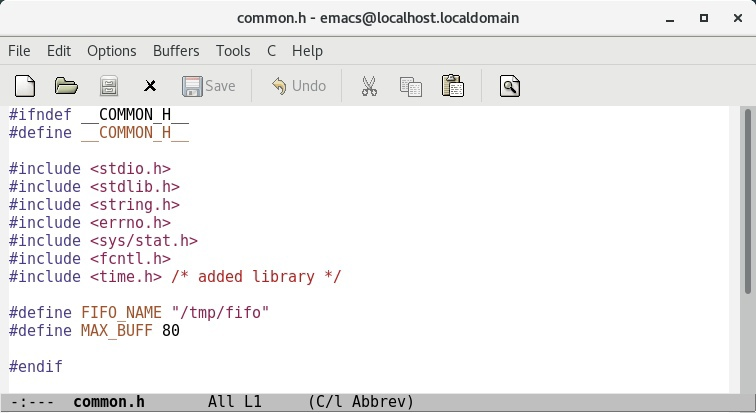 common.h - emacs@localhost.localdomain
File Edit Options Buffers Tools C Help
Save Undo
#ifndef __COMMON_H__
#define __COMMON_H__
#include <stdio.h>
#include <stdlib.h>
#include <string.h>
#include <errno.h>
#include <sys/stat.h>
#include <fcntl.h>
#include <time.h> /* added library */
#define FIFO_NAME "/tmp/fifo"
#define MAX_BUFF 80
#endif
-:--- common.h All L1 (C/l Abbrev)